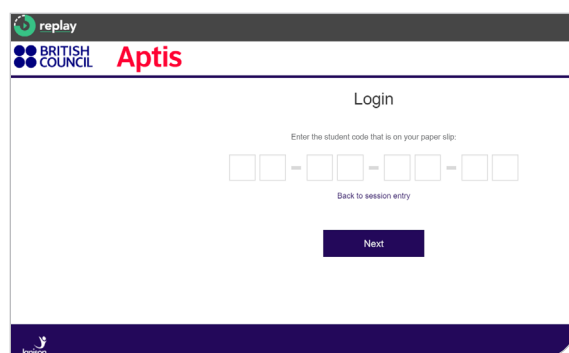 replay
BRITISH
COUNCIL
Aptis
Login
Enter the student code that is on your paper slip:
Back to session entry
Next